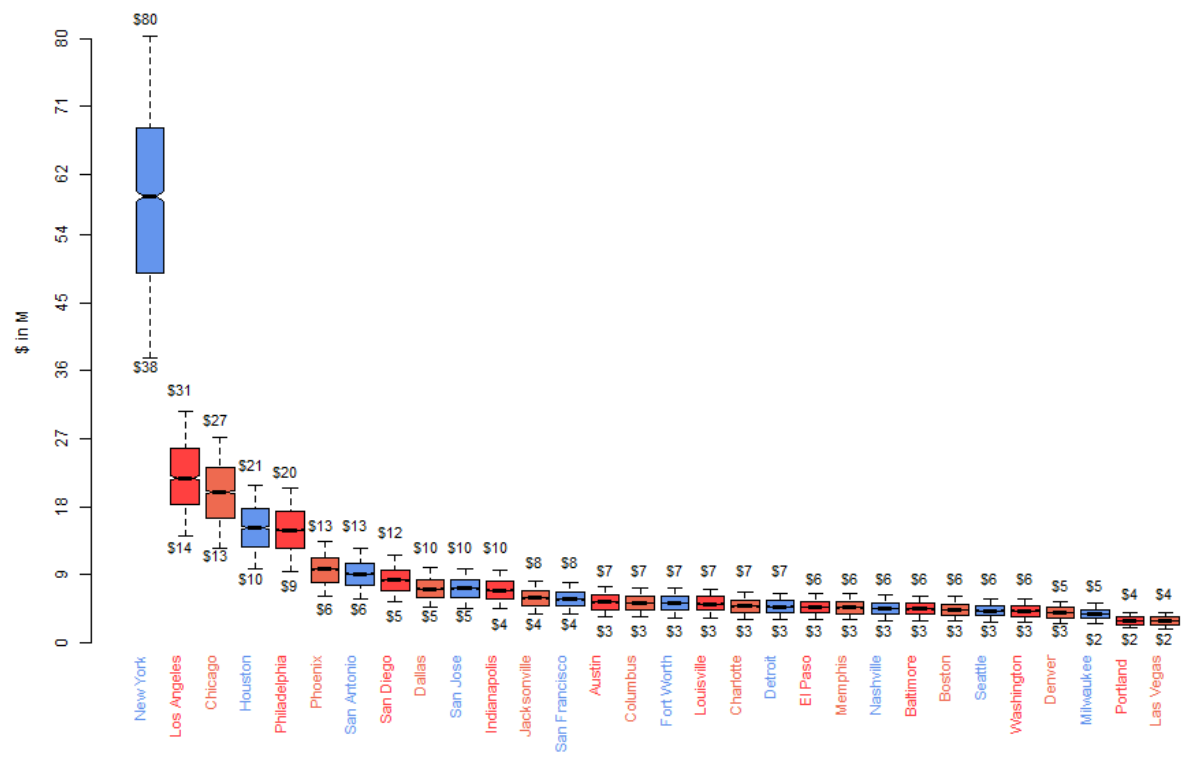 $80
80
71
62
54
45
36
27
18
9
0
$ in M
$38
$31
$14
$27
$13
$21
$10
$20
$9
$13
$6
$13
$6
$12
$5
$10
$5
$10
$5
$10
$4
$8
$4
$8
$4
$7
$3
$7
$3
$7
$3
$7
$3
$7
$3
$7
$3
$6
$3
$6
$3
$6
$3
$6
$3
$6
$3
$6
$3
$6
$3
$5
$3
$5
$2
$4
$2
$4
$2
New York
Los Angeles
Chicago
Houston
Philadelphia
Phoenix
San Antonio
San Diego
Dallas
San Jose
Indianapolis
Jacksonville
San Francisco
Austin
Columbus
Fort Worth
Louisville
Charlotte
Detroit
El Paso
Memphis
Nashville
Baltimore
Boston
Seattle
Washington
Denver
Milwaukee
Portland
Las Vegas